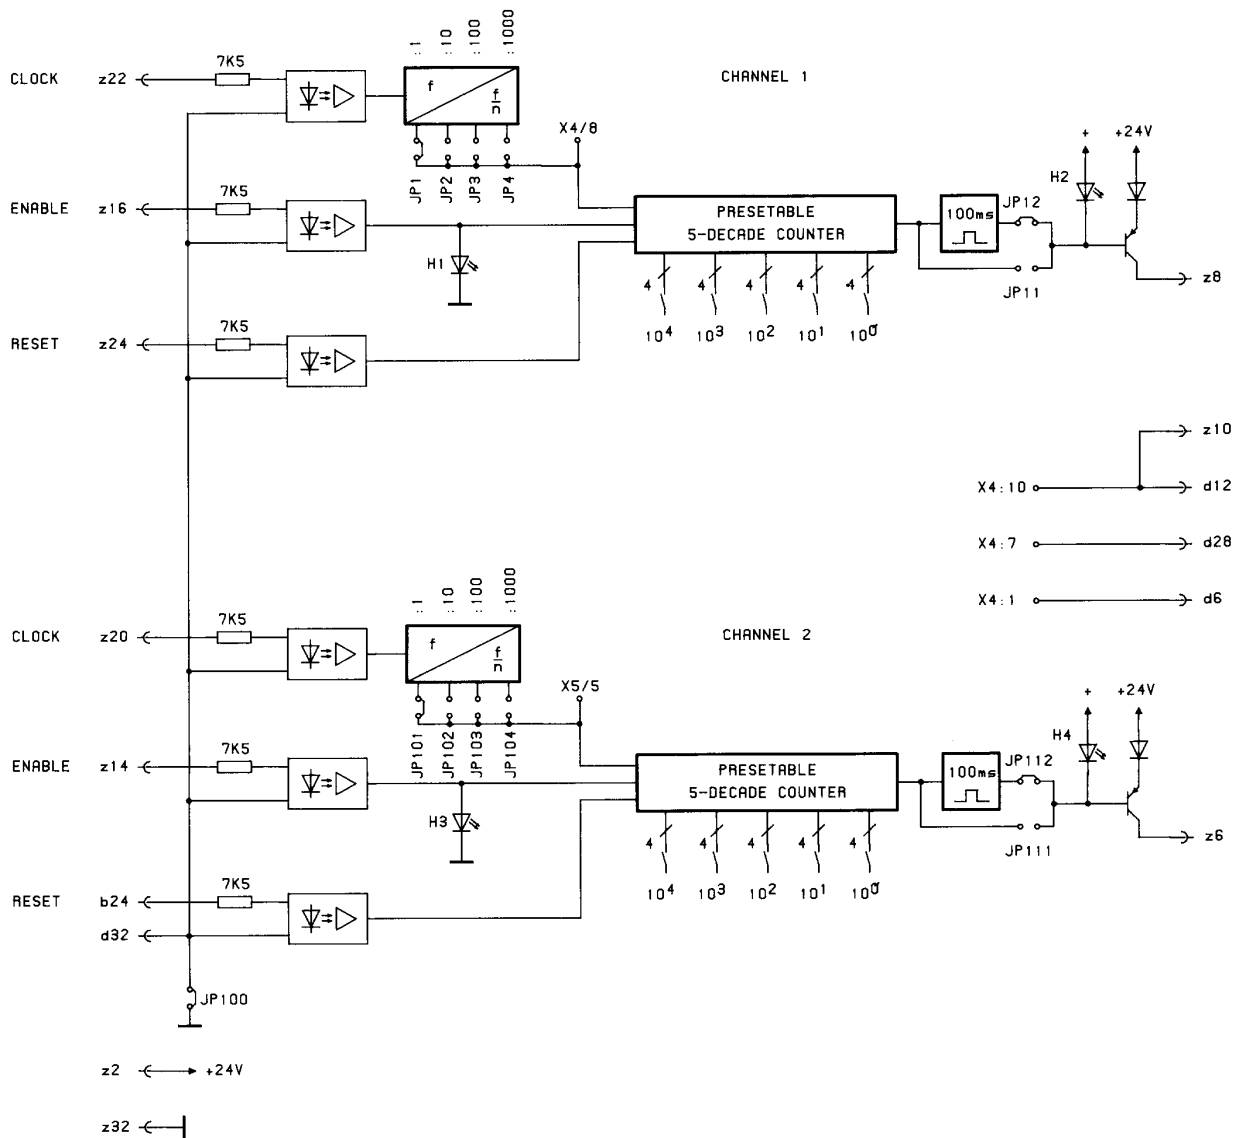 :1 :10 :100 :1000
CLOCK z22 7K5
f f/n
CHANNEL 1
X4/8
JP1 JP2 JP3 JP4
ENABLE z16 7K5
H1
PRESETABLE
5-DECADE COUNTER
100ms
JP12
JP11
H2 + +24V
z8
4 4 4 4 4
10⁴ 10³ 10² 10¹ 10⁰
RESET z24 7K5
z10
X4:10 d12
X4:7 d28
X4:1 d6
:1 :10 :100 :1000
CLOCK z20 7K5
f f/n
CHANNEL 2
X5/5
JP101 JP102 JP103 JP104
ENABLE z14 7K5
H3
PRESETABLE
5-DECADE COUNTER
100ms
JP112
JP111
H4 + +24V
z6
4 4 4 4 4
10⁴ 10³ 10² 10¹ 10⁰
RESET b24 7K5
d32
JP100
z2 +24V
z32